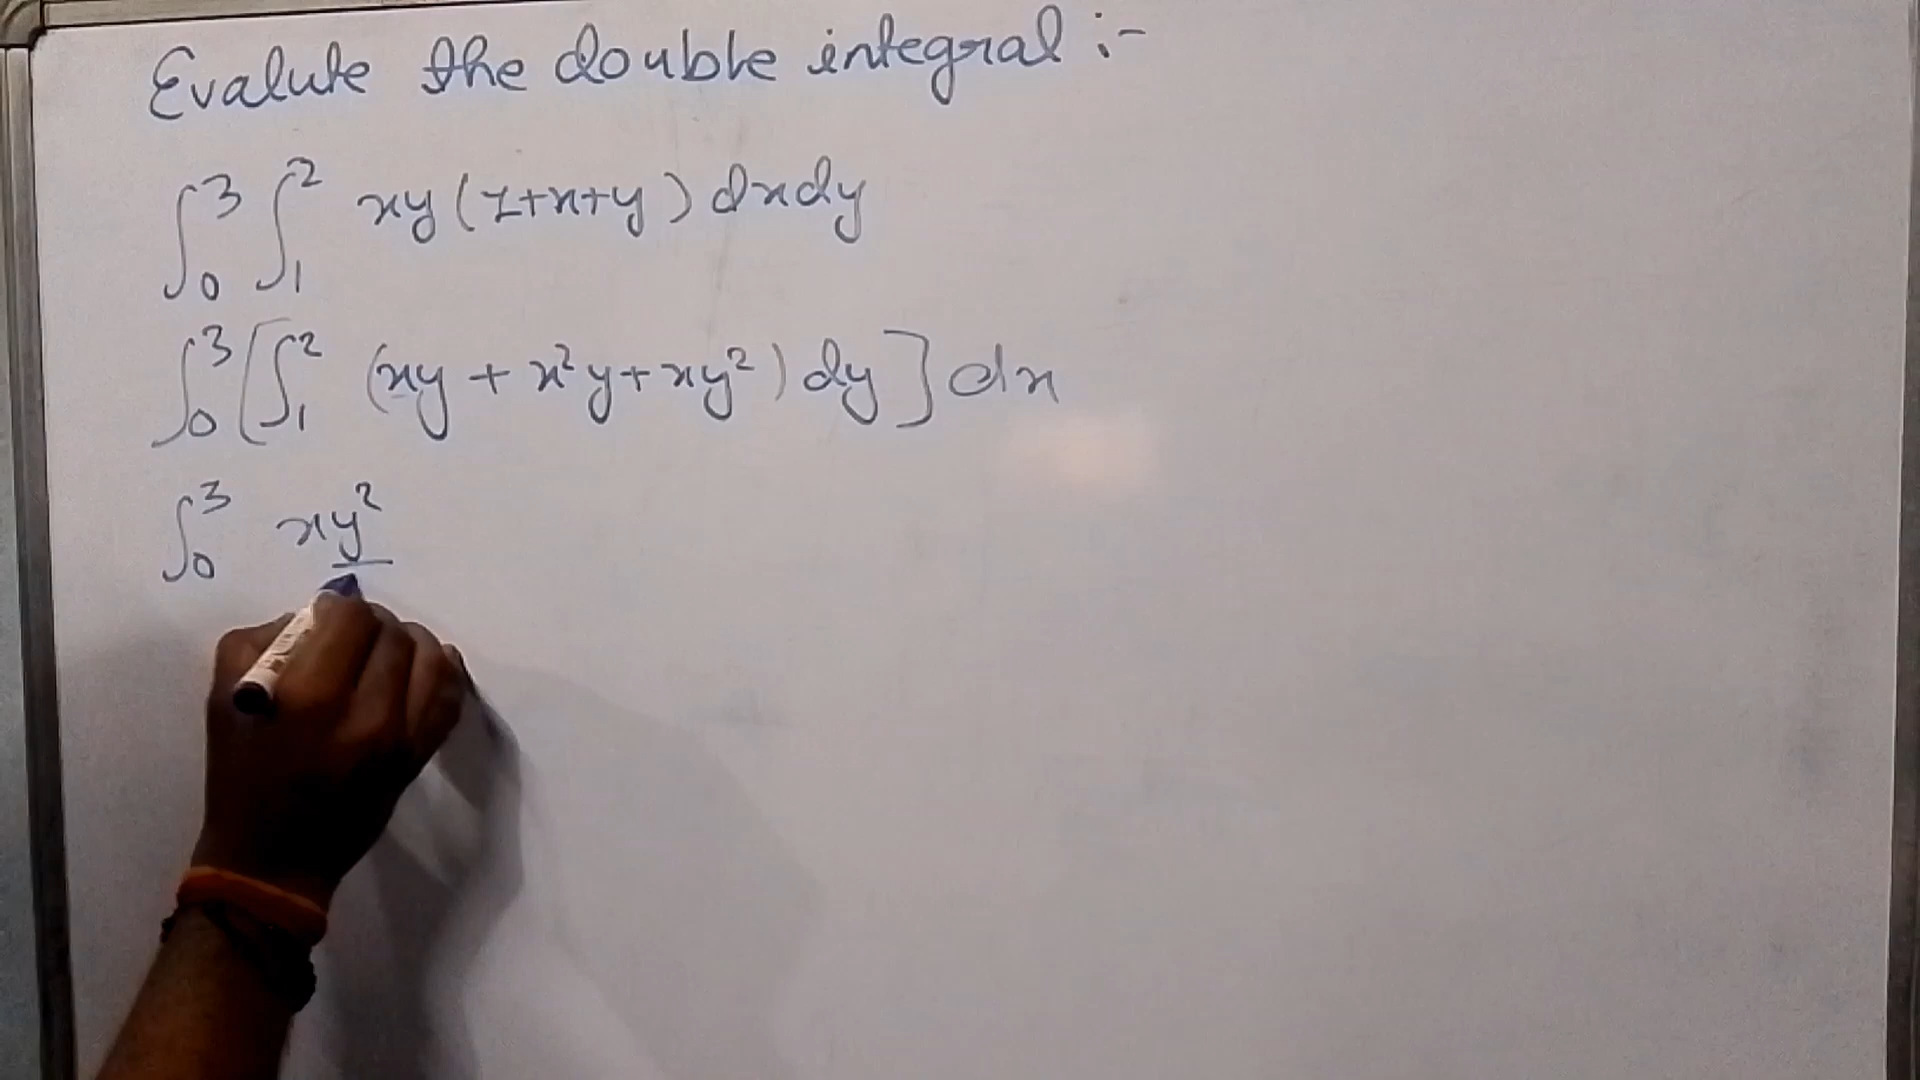 Evalute the double integral :-
∫₀³ ∫₁² xy (1+x+y) dxdy
∫₀³ [∫₁² (xy + x²y + xy²) dy] dx
∫₀³ xy²